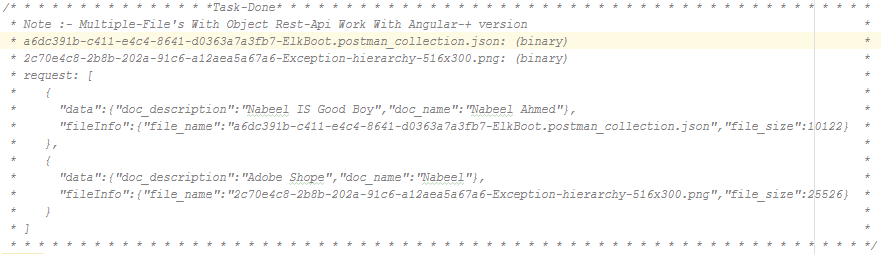 /* * * * * * * * * * * * * * *Task-Done* * * * * * * * * * * * * * * * * * * * * * * * * * * * * * * * * * * * * * * * * *
* Note :- Multiple-File's With Object Rest-Api Work With Angular-+ version *
* a6dc391b-c411-e4c4-8641-d0363a7a3fb7-ElkBoot.postman_collection.json: (binary) *
* 2c70e4c8-2b8b-202a-91c6-a12aea5a67a6-Exception-hierarchy-516x300.png: (binary) *
* request: [ *
* { *
* "data":{"doc_description":"Nabeel IS Good Boy","doc_name":"Nabeel Ahmed"}, *
* "fileInfo":{"file_name":"a6dc391b-c411-e4c4-8641-d0363a7a3fb7-ElkBoot.postman_collection.json","file_size":10122} *
* }, *
* { *
* "data":{"doc_description":"Adobe Shope","doc_name":"Nabeel"}, *
* "fileInfo":{"file_name":"2c70e4c8-2b8b-202a-91c6-a12aea5a67a6-Exception-hierarchy-516x300.png","file_size":25526} *
* } *
* ] *
* * * * * * * * * * * * * * * * * * * * * * * * * * * * * * * * * * * * * * * * * * * * * * * * * * * * * * * * * * * * * */